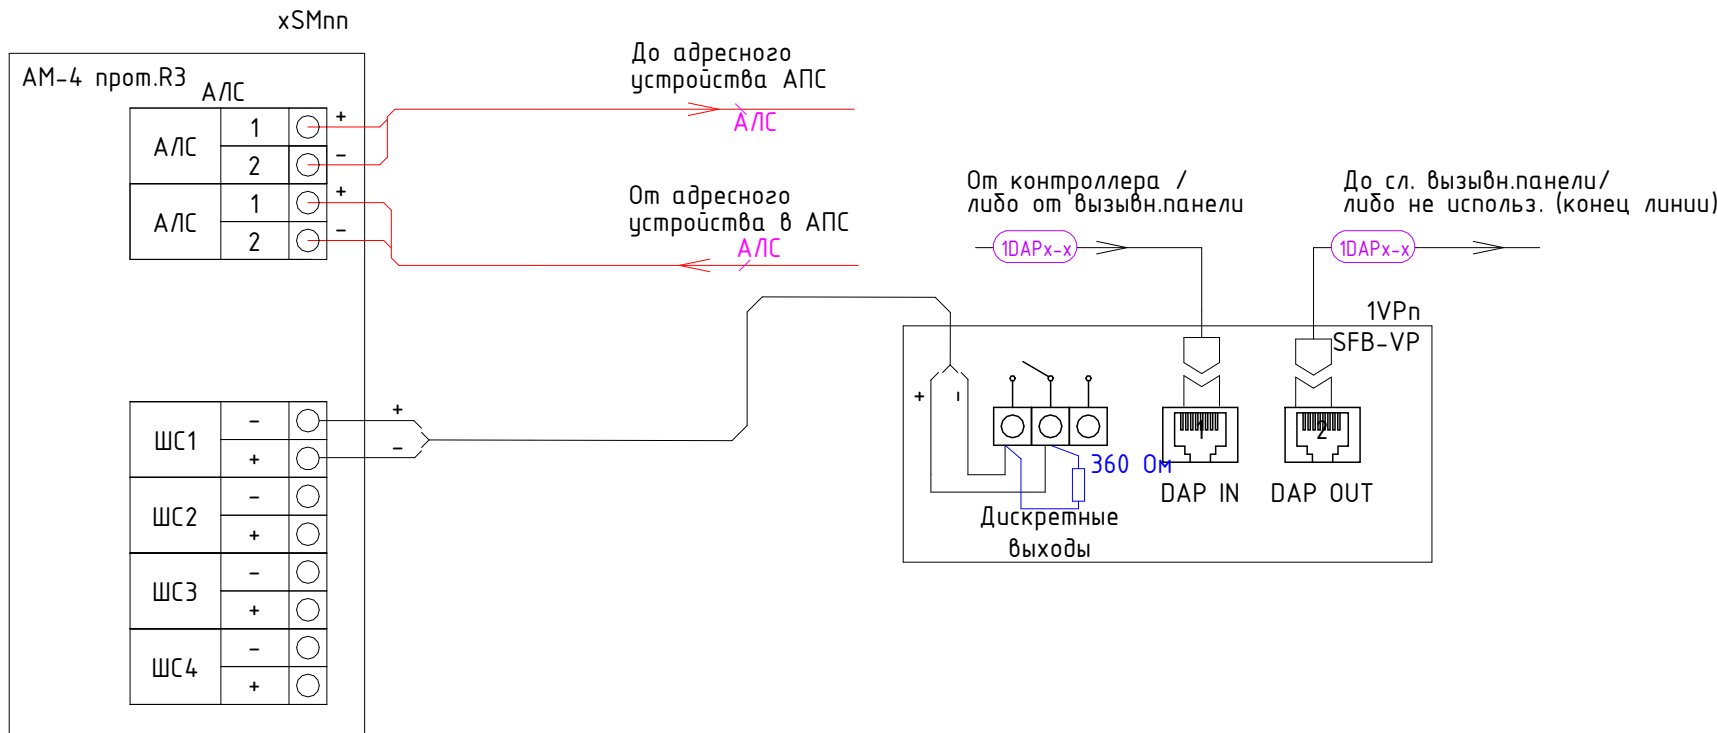 xSMnn
АМ-4 прот.R3
АЛС
АЛС
1
+
2
-
АЛС
1
+
2
-
До адресного
устройства АПС
АЛС
От адресного
устройства в АПС
АЛС
От контроллера /
либо от вызывн.панели
1DAPx-x
До сл. вызывн.панели/
либо не использ. (конец линии)
1DAPx-x
1VPn
SFB-VP
+
-
1
2
360 Ом
DAP IN
DAP OUT
Дискретные
выходы
ШС1
-
+
+
-
ШС2
-
+
ШС3
-
+
ШС4
-
+